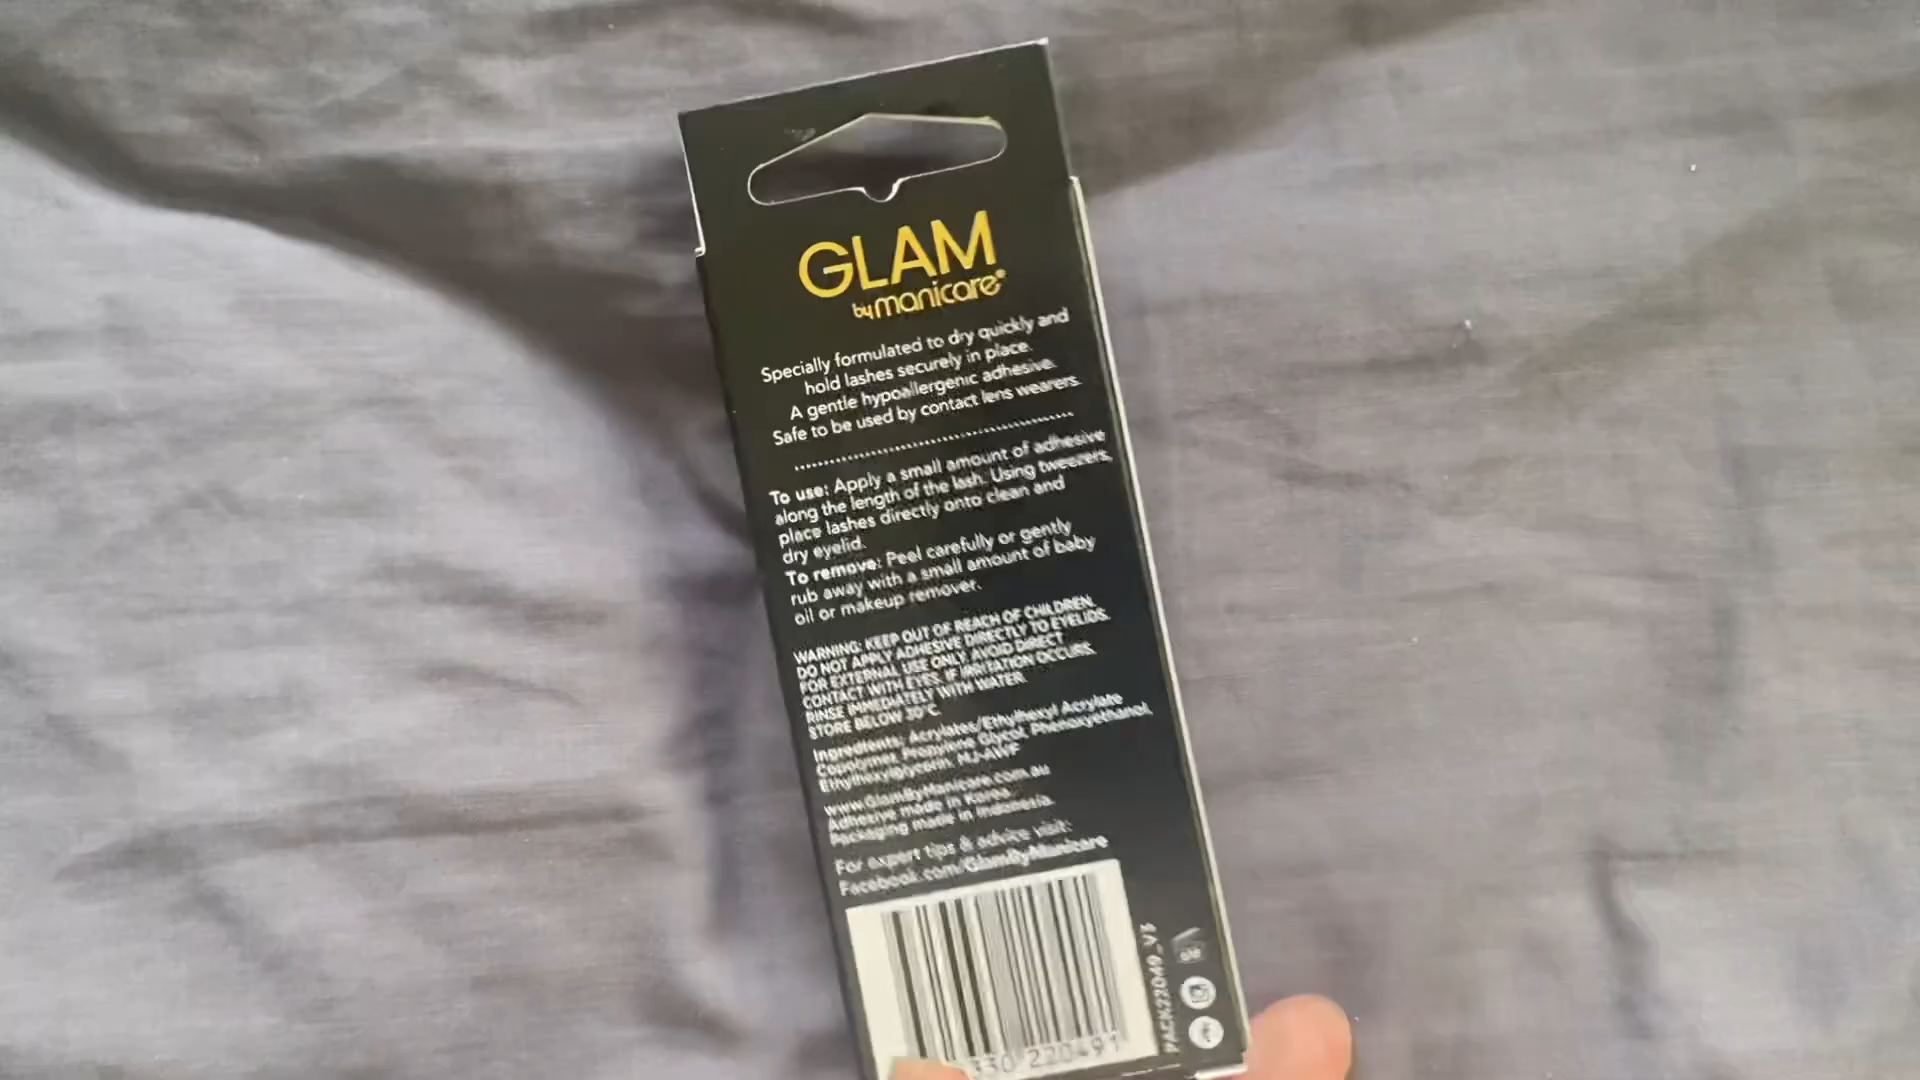 GLAM
by manicare®
Specially formulated to dry quickly and
hold lashes securely in place.
A gentle hypoallergenic adhesive.
Safe to be used by contact lens wearers.
To use: Apply a small amount of adhesive
along the length of the lash. Using tweezers,
place lashes directly onto clean and
dry eyelid.
To remove: Peel carefully or gently
rub away with a small amount of baby
oil or makeup remover.
WARNING: KEEP OUT OF REACH OF CHILDREN.
DO NOT APPLY ADHESIVE DIRECTLY TO EYELIDS.
FOR EXTERNAL USE ONLY. AVOID DIRECT
CONTACT WITH EYES. IF IRRITATION OCCURS,
RINSE IMMEDIATELY WITH WATER.
STORE BELOW 30°C.
Ingredients: Acrylates/Ethylhexyl Acrylate
Copolymer, Propylene Glycol, Phenoxyethanol,
Ethylhexylglycerin.
www.GlamByManicare.com.au
Adhesive made in Korea.
Packaging made in Indonesia.
For expert tips & advice visit:
Facebook.com/GlamByManicare
330 220491
PACK22049_V3